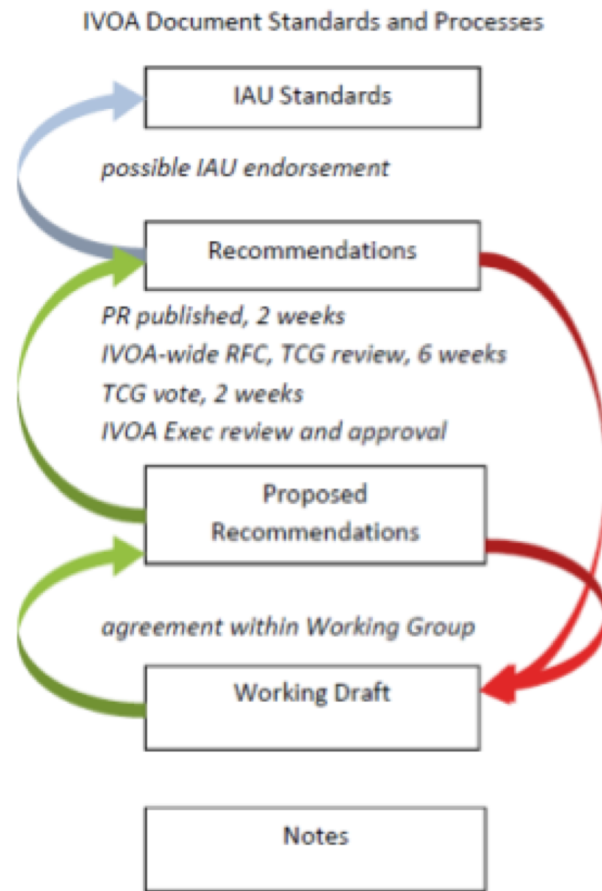 IVOA Document Standards and Processes
IAU Standards
possible IAU endorsement
Recommendations
PR published, 2 weeks
IVOA-wide RFC, TCG review, 6 weeks
TCG vote, 2 weeks
IVOA Exec review and approval
Proposed
Recommendations
agreement within Working Group
Working Draft
Notes